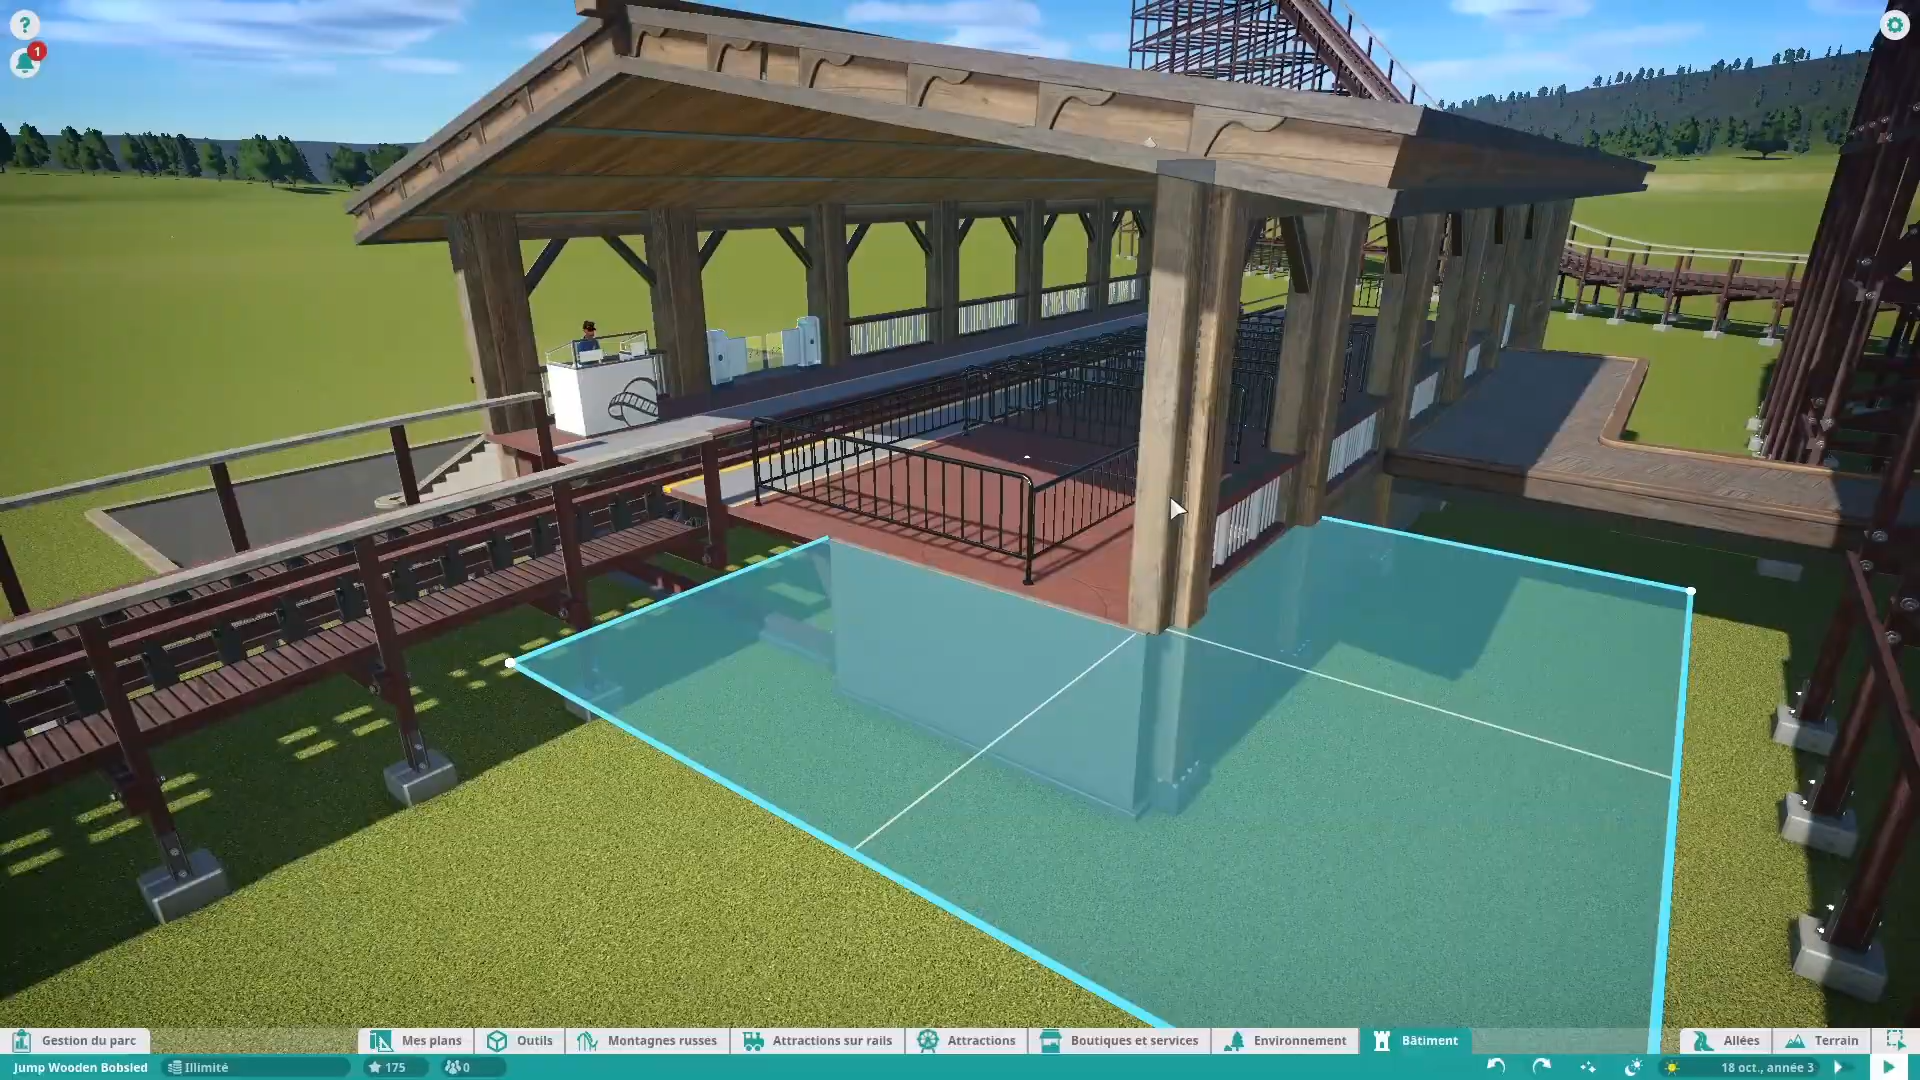 ?
1
Gestion du parc
Mes plans
Outils
Montagnes russes
Attractions sur rails
Attractions
Boutiques et services
Environnement
Bâtiment
Allées
Terrain
Jump Wooden Bobsled
Illimité
175
0
18 oct., année 3